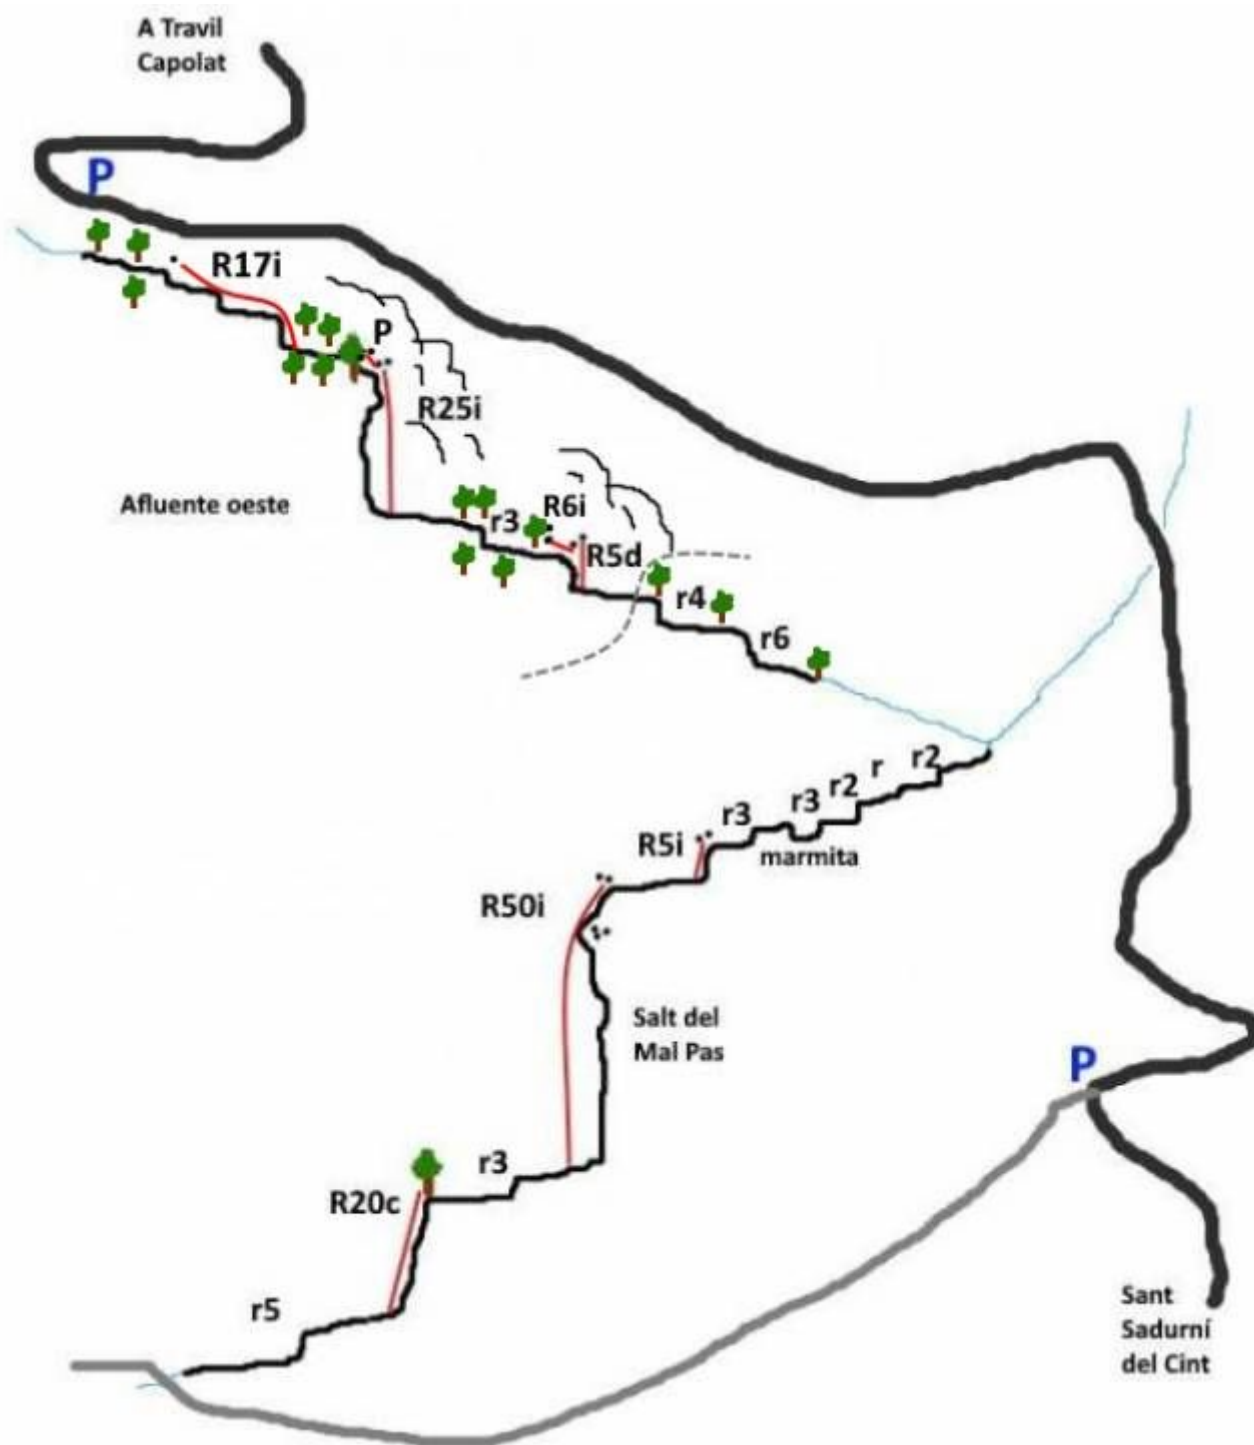 A Travil
Capolat
P
R17i
P
R25i
Afluente oeste
r3
R6i
R5d
r4
r6
r2
r
r2
r3
r3
R5i
marmita
R50i
Salt del
Mal Pas
P
r3
R20c
r5
Sant
Sadurní
del Cint